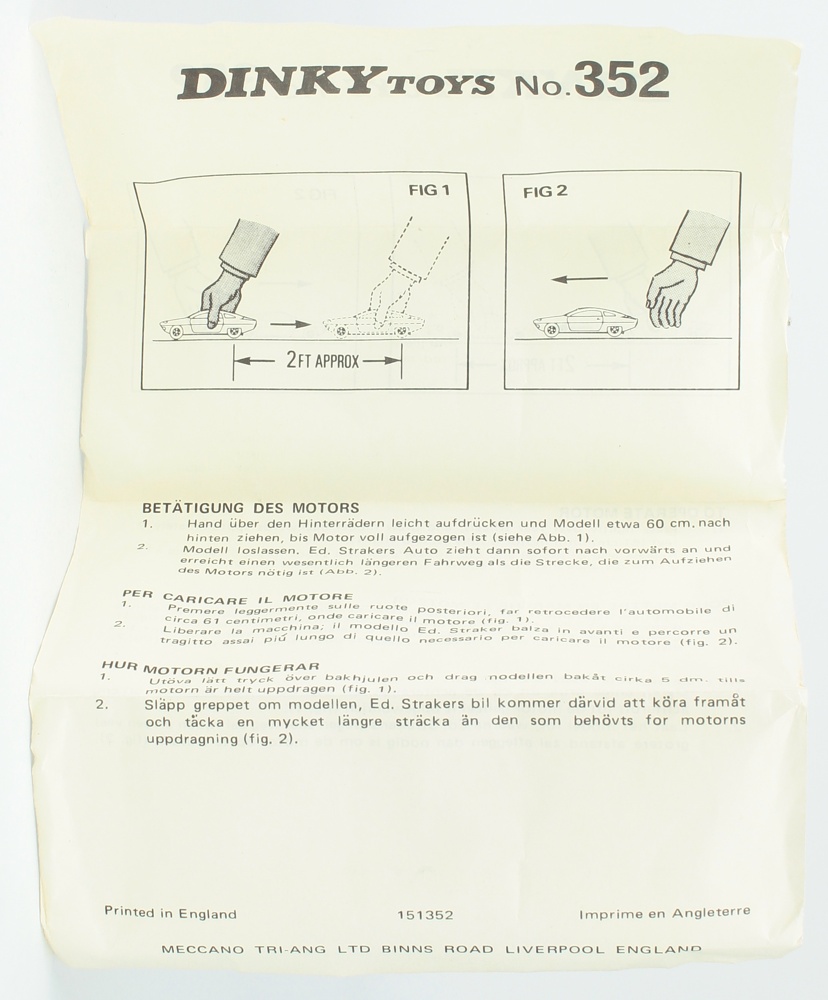 DINKY TOYS No. 352
FIG 1
FIG 2
2 FT APPROX
BETÄTIGUNG DES MOTORS
1. Hand über den Hinterrädern leicht aufdrücken und Modell etwa 60 cm. nach
hinten ziehen, bis Motor voll aufgezogen ist (siehe Abb. 1).
2. Modell loslassen. Ed. Strakers Auto zieht dann sofort nach vorwärts an und
erreicht einen wesentlich längeren Fahrweg als die Strecke, die zum Aufziehen
des Motors nötig ist (Abb. 2).
PER CARICARE IL MOTORE
1. Premere leggermente sulle ruote posteriori, far retrocedere l'automobile di
circa 61 centimetri, onde caricare il motore (fig. 1).
2. Liberare la macchina; il modello Ed. Straker balza in avanti e percorre un
tragitto assai piú lungo di quello necessario per caricare il motore (fig. 2).
HUR MOTORN FUNGERAR
1. Utöva lätt tryck över bakhjulen och drag modellen bakåt cirka 5 dm. tills
motorn är helt uppdragen (fig. 1).
2. Släpp greppet om modellen, Ed. Strakers bil kommer därvid att köra framåt
och täcka en mycket längre sträcka än den som behövts for motorns
uppdragning (fig. 2).
Printed in England 151352 Imprime en Angleterre
MECCANO TRI-ANG LTD BINNS ROAD LIVERPOOL ENGLAND